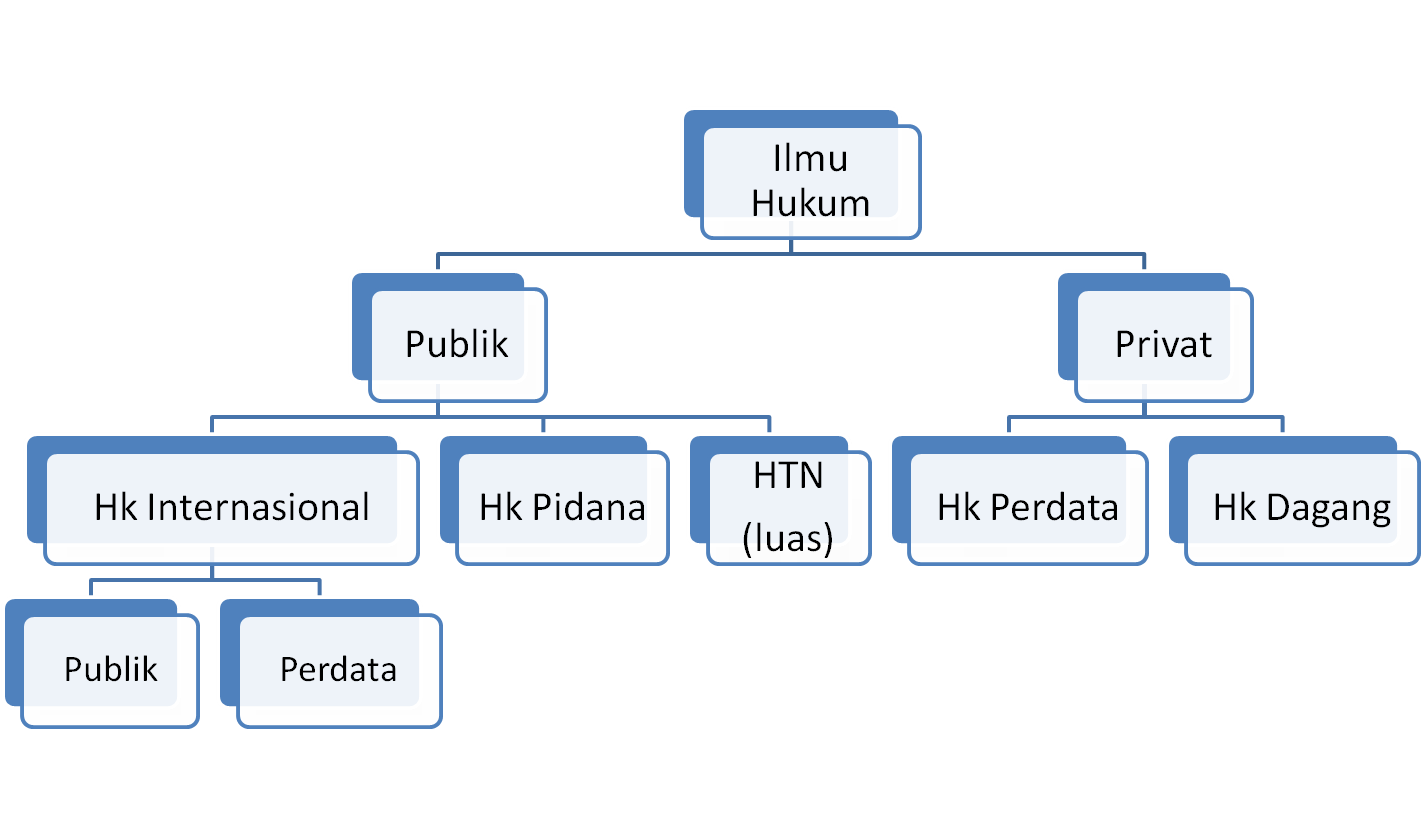 Ilmu
Hukum
Publik
Privat
Hk Internasional
Hk Pidana
HTN
(luas)
Hk Perdata
Hk Dagang
Publik
Perdata